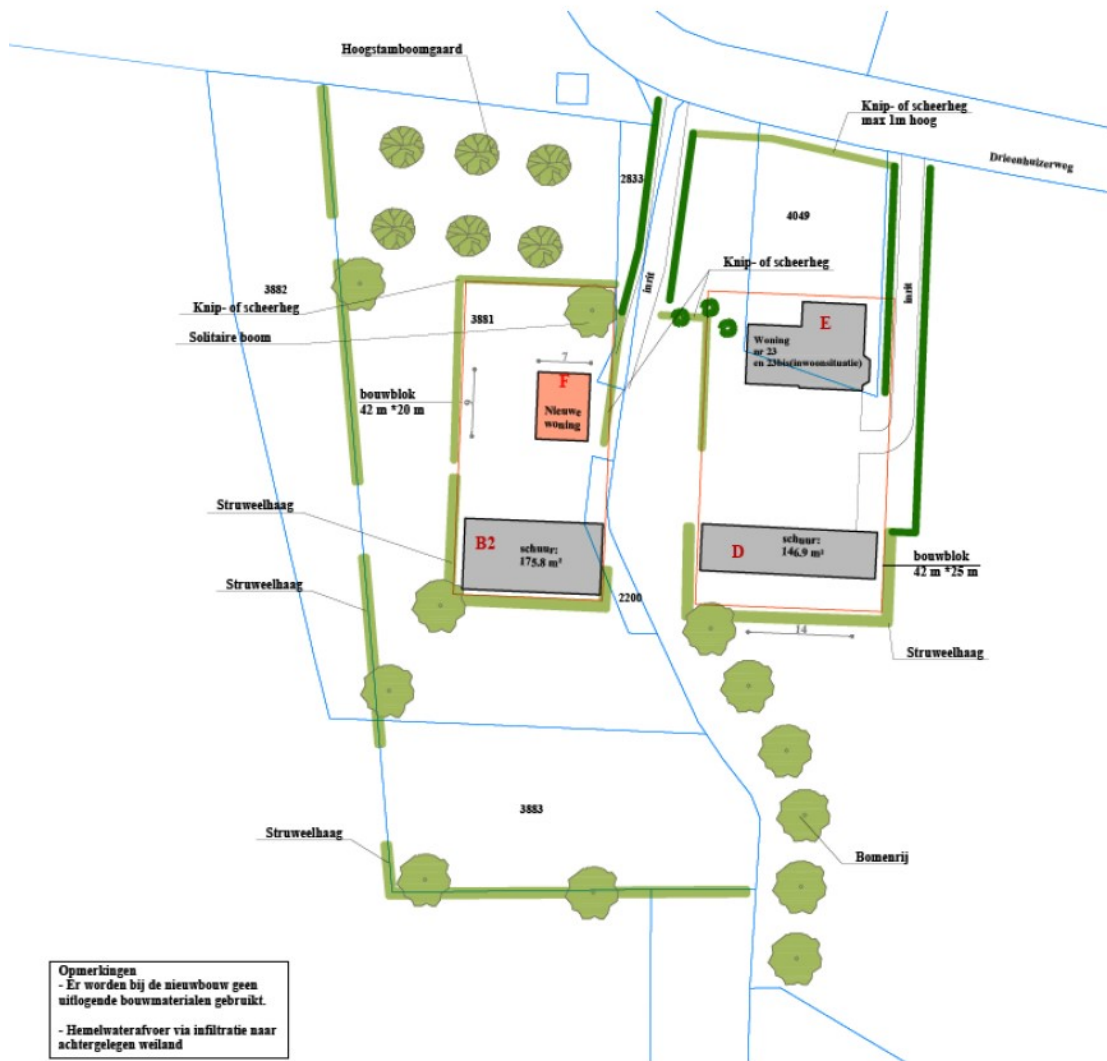 Hoogstamboomgaard
Knip- of scheerheg
max 1m hoog
Drieenhuizerweg
2833
4049
Knip- of scheerheg
inrit
inrit
3882
Knip- of scheerheg
3881
Solitaire boom
E
Woning
nr 23
en 23bis(inwoonsituatie)
7
F
bouwblok
42 m *20 m
9
Nieuwe
woning
Struweelhaag
B2
schuur:
175.8 m²
schuur:
146.9 m²
D
bouwblok
42 m *25 m
Struweelhaag
2200
14
Struweelhaag
3883
Struweelhaag
Bomenrij
Opmerkingen
- Er worden bij de nieuwbouw geen
uitlogende bouwmaterialen gebruikt.
- Hemelwaterafvoer via infiltratie naar
achtergelegen weiland